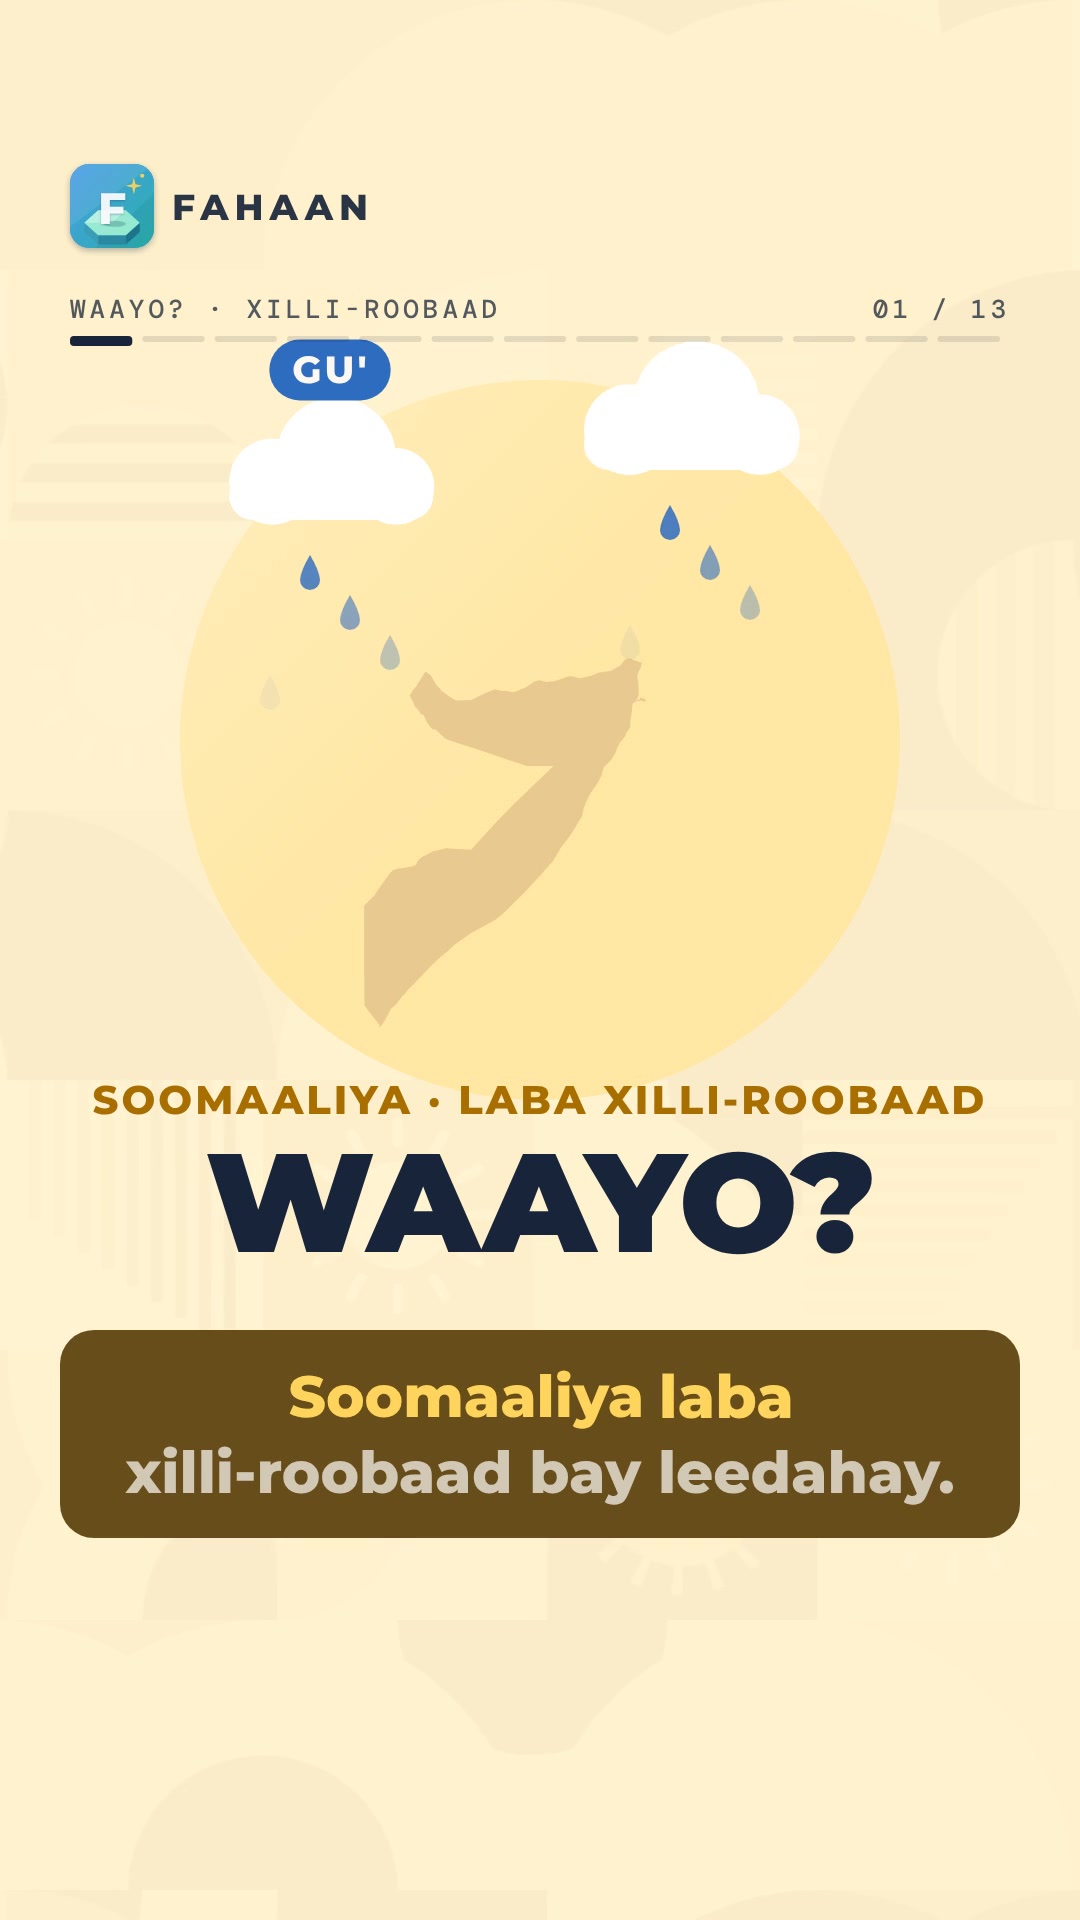 F
FAHAAN
WAAYO? · XILLI-ROOBAAD
01 / 13
GU'
SOOMAALIYA · LABA XILLI-ROOBAAD
WAAYO?
Soomaaliya laba
xilli-roobaad bay leedahay.